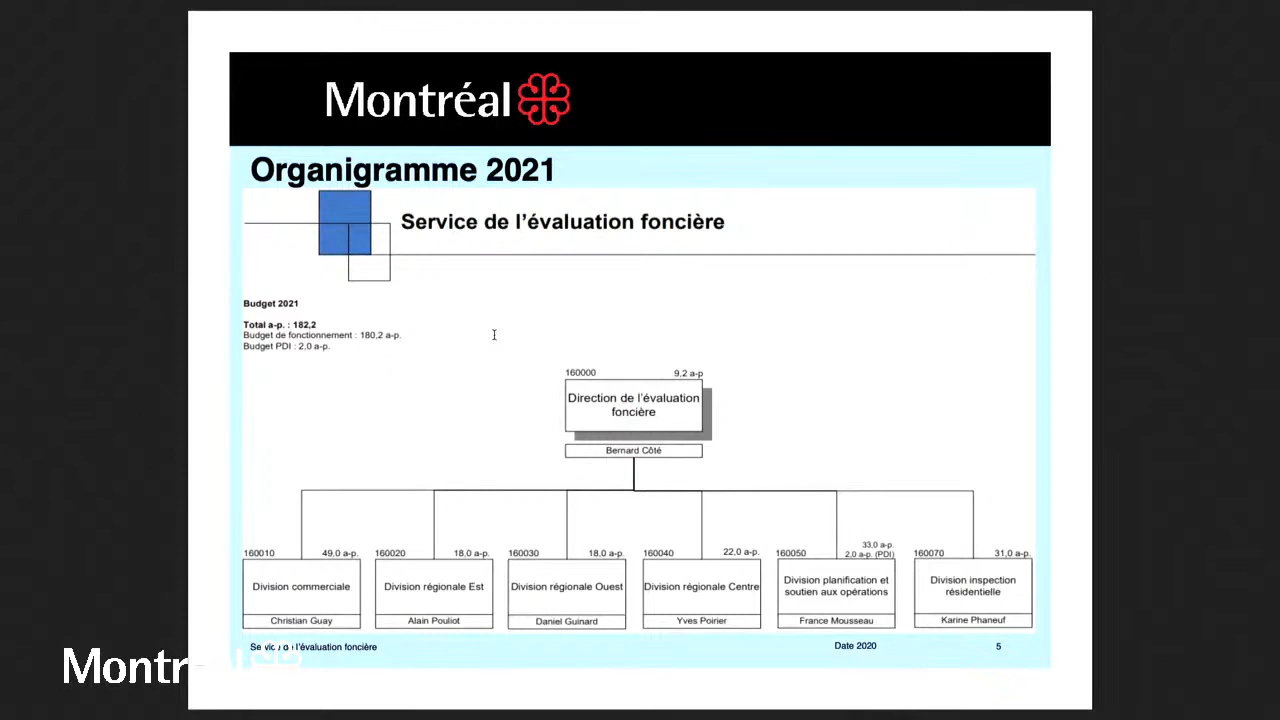 Montréal
Organigramme 2021
Service de l'évaluation foncière
Budget 2021
Total a-p. : 182,2
Budget de fonctionnement : 180,2 a-p.
Budget PDI : 2,0 a-p.
160000 9,2 a-p
Direction de l'évaluation
foncière
Bernard Côté
160010 49,0 a-p.
Division commerciale
Christian Guay
160020 18,0 a-p.
Division régionale Est
Alain Pouliot
160030 18,0 a-p.
Division régionale Ouest
Daniel Guinard
160040 22,0 a-p.
Division régionale Centre
Yves Poirier
33,0 a-p.
160050 2,0 a-p. (PDI)
Division planification et
soutien aux opérations
France Mousseau
160070 31,0 a-p.
Division inspection
résidentielle
Karine Phaneuf
Service de l'évaluation foncière Date 2020 5
Montréal